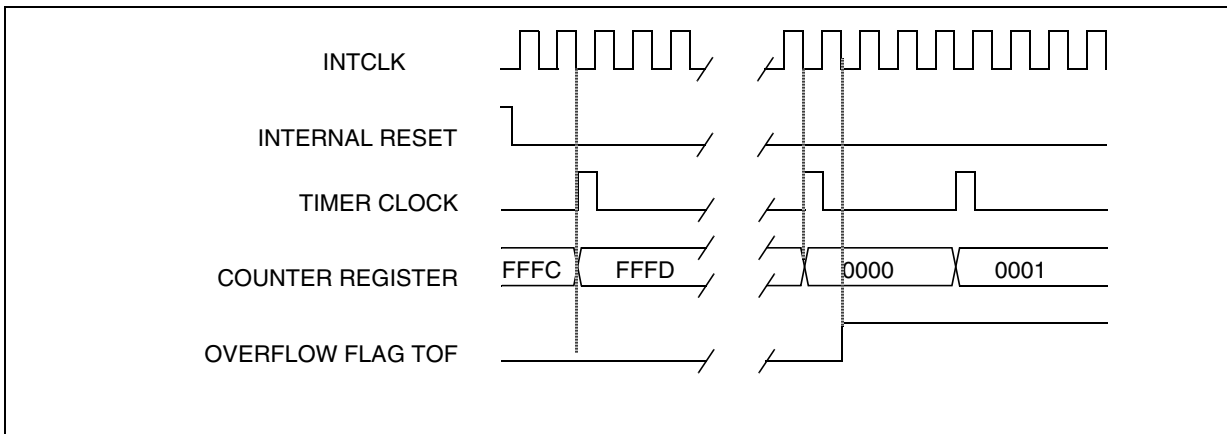 INTCLK
INTERNAL RESET
TIMER CLOCK
COUNTER REGISTER FFFC FFFD 0000 0001
OVERFLOW FLAG TOF